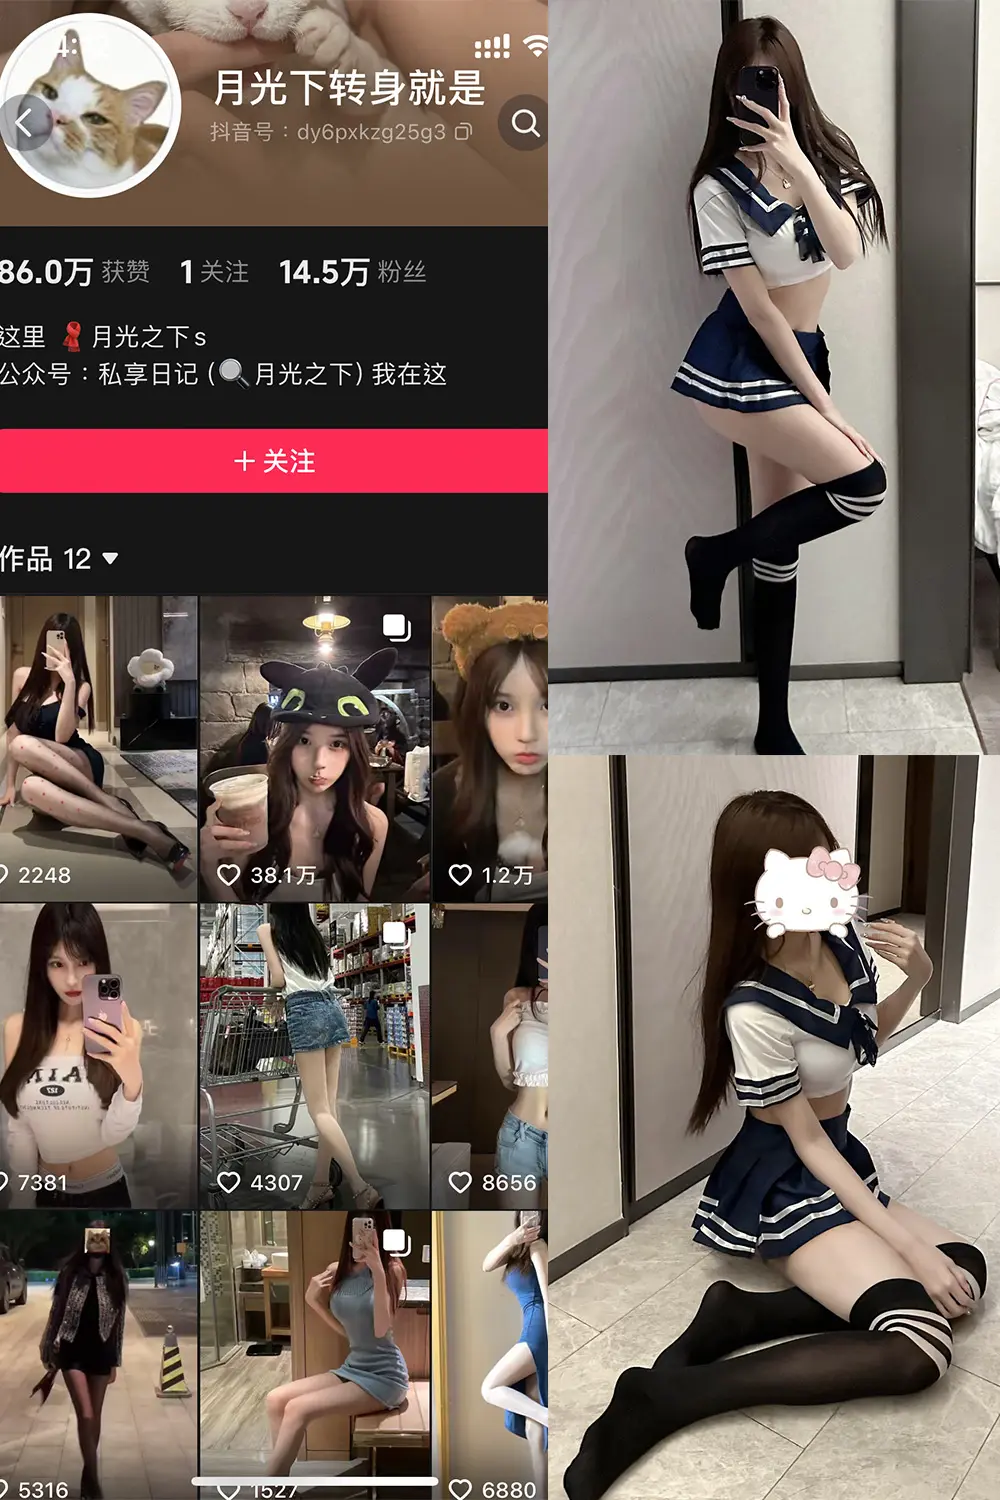 月光下转身就是
抖音号：dy6pxkzg25g3
86.0万 获赞 1 关注 14.5万 粉丝
这里 🧣 月光之下s
公众号：私享日记 (🔍月光之下) 我在这
+ 关注
作品 12
2248
38.1万
1.2万
7381
4307
8656
5316
1527
6880